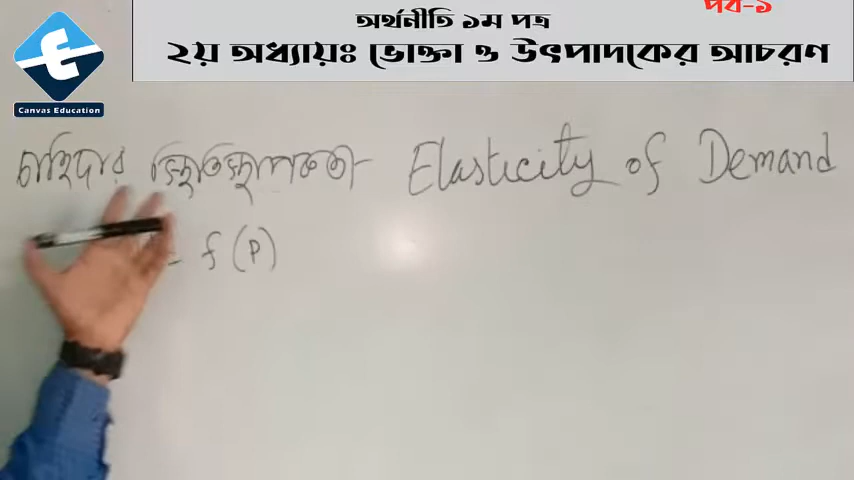 পর্ব-১
অর্থনীতি ১ম পত্র
২য় অধ্যায়ঃ ভোক্তা ও উৎপাদকের আচরণ
Canvas Education
চাহিদার স্থিতিস্থাপকতা- Elasticity of Demand
= f (P)